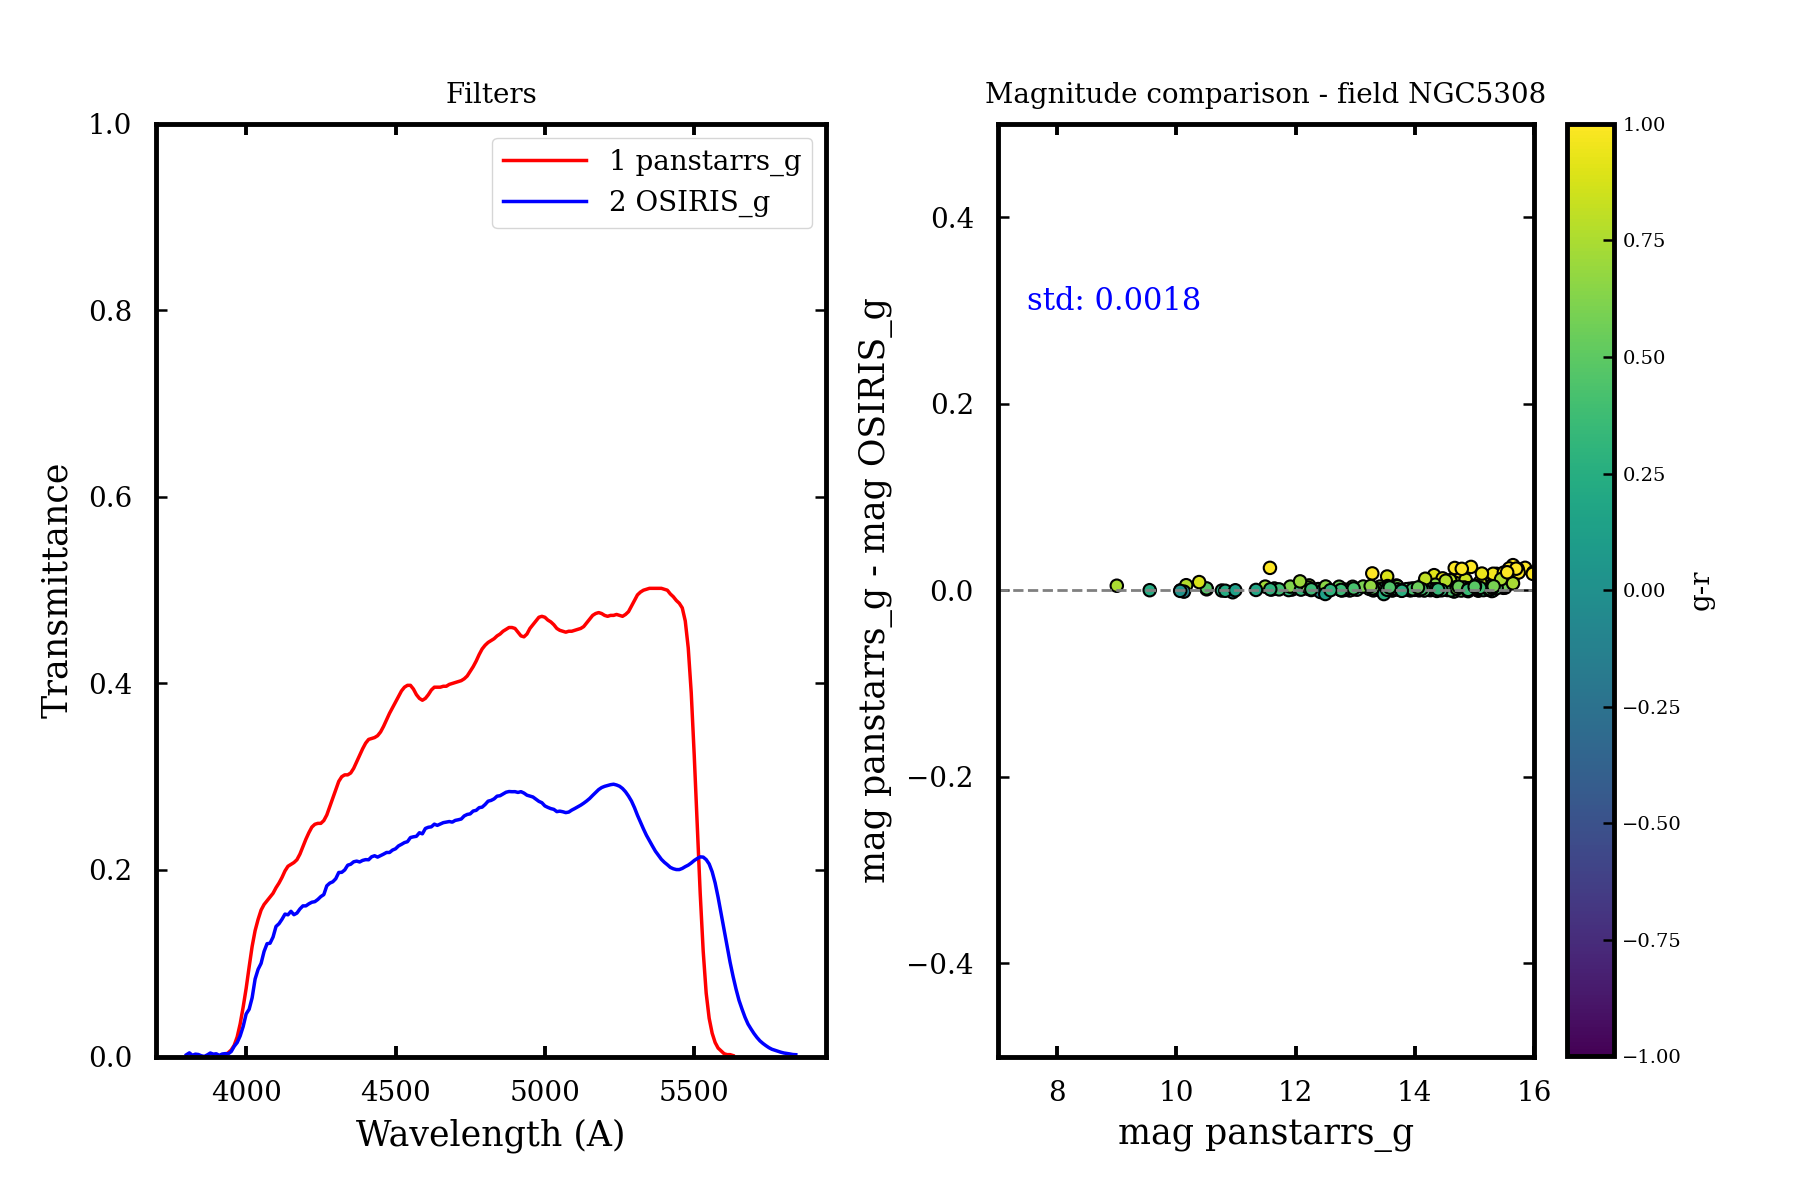 Filters
1.0
0.8
0.6
0.4
0.2
0.0
Transmittance
1 panstarrs_g
2 OSIRIS_g
4000 4500 5000 5500
Wavelength (A)
Magnitude comparison - field NGC5308
0.4
0.2
0.0
−0.2
−0.4
mag panstarrs_g - mag OSIRIS_g
std: 0.0018
8 10 12 14 16
mag panstarrs_g
1.00
0.75
0.50
0.25
0.00
−0.25
−0.50
−0.75
−1.00
g-r